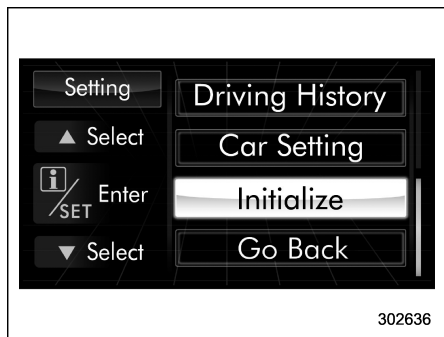 Setting
▲ Select
i/SET Enter
▼ Select
Driving History
Car Setting
Initialize
Go Back
302636